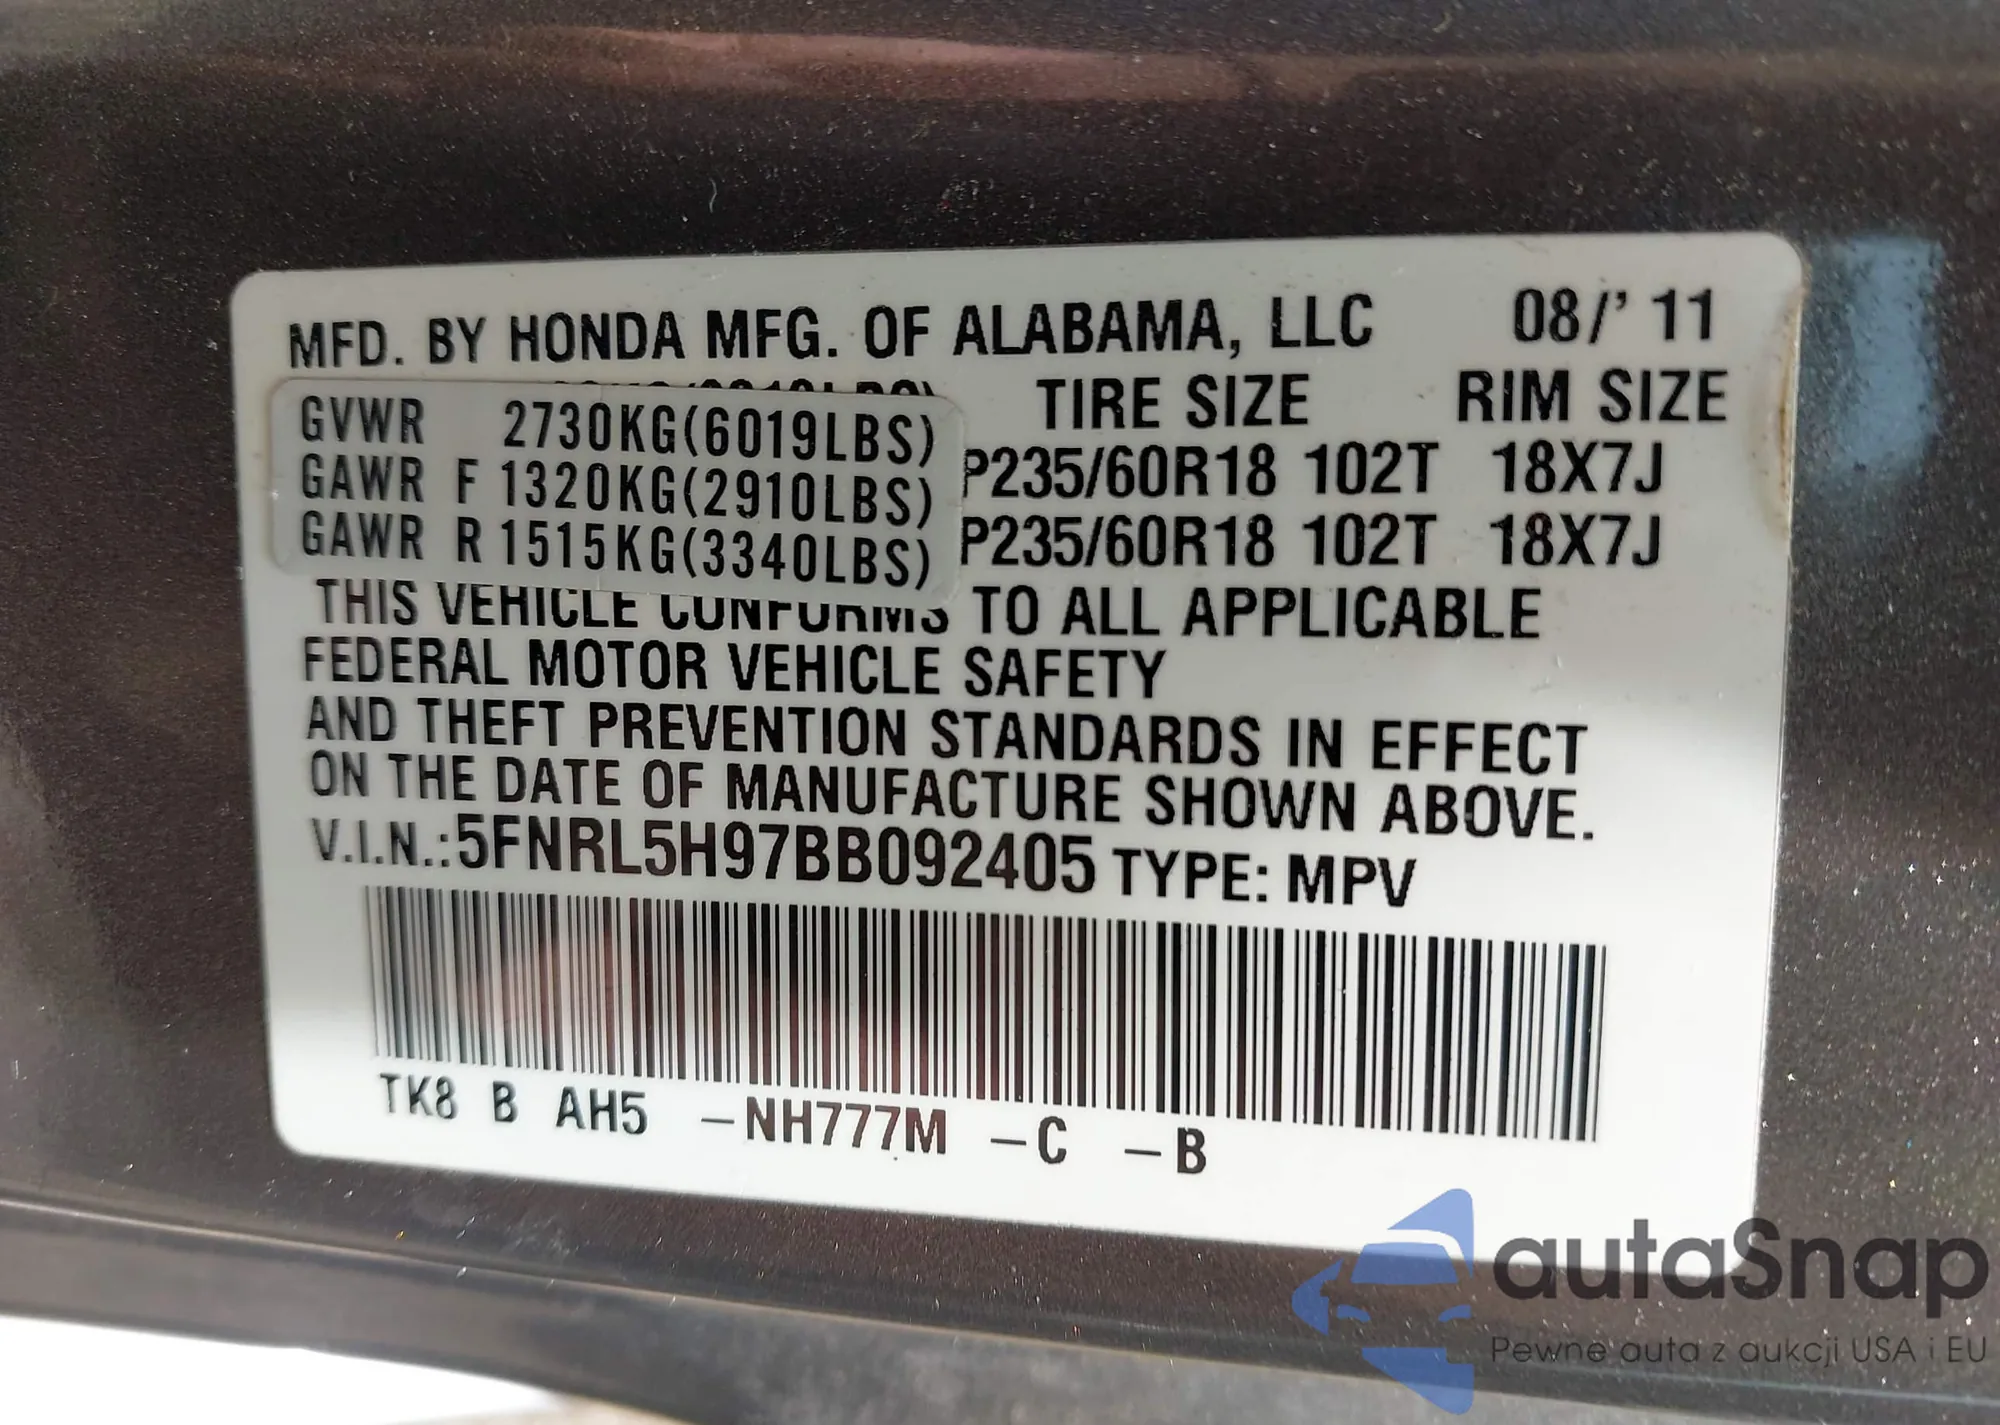 MFD. BY HONDA MFG. OF ALABAMA, LLC 08/'11
TIRE SIZE RIM SIZE
GVWR 2730KG(6019LBS)
GAWR F 1320KG(2910LBS) P235/60R18 102T 18X7J
GAWR R 1515KG(3340LBS) P235/60R18 102T 18X7J
THIS VEHICLE CONFORMS TO ALL APPLICABLE
FEDERAL MOTOR VEHICLE SAFETY
AND THEFT PREVENTION STANDARDS IN EFFECT
ON THE DATE OF MANUFACTURE SHOWN ABOVE.
V.I.N.:5FNRL5H97BB092405 TYPE: MPV
TK8 B AH5 -NH777M -C -B
autaSnap
Pewne auta z aukcji USA i EU